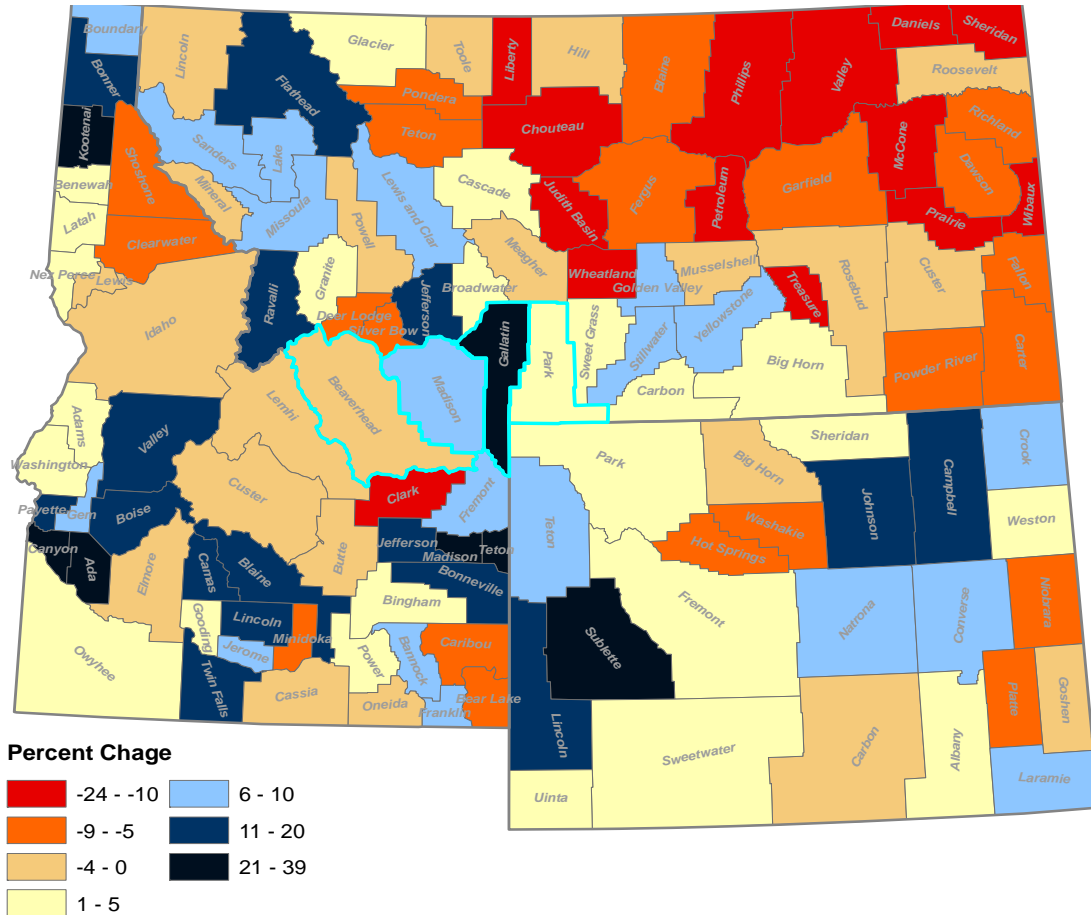 Boundary
Bonner
Kootenai
Benewah
Latah
Nez Perce
Lewis
Shoshone
Clearwater
Idaho
Lincoln
Flathead
Glacier
Toole
Liberty
Hill
Blaine
Phillips
Valley
Daniels
Sheridan
Roosevelt
Pondera
Teton
Chouteau
Richland
McCone
Dawson
Wibaux
Prairie
Garfield
Petroleum
Fergus
Judith Basin
Cascade
Lewis and Clar
Lake
Sanders
Mineral
Missoula
Powell
Granite
Ravalli
Deer Lodge
Silver Bow
Jefferson
Broadwater
Meagher
Wheatland
Golden Valley
Musselshell
Treasure
Rosebud
Custer
Fallon
Carter
Powder River
Big Horn
Yellowstone
Stillwater
Sweet Grass
Carbon
Park
Gallatin
Madison
Beaverhead
Lemhi
Adams
Washington
Valley
Payette
Gem
Boise
Canyon
Ada
Elmore
Owyhee
Custer
Butte
Clark
Fremont
Jefferson
Madison
Teton
Bonneville
Bingham
Blaine
Camas
Gooding
Lincoln
Minidoka
Jerome
Twin Falls
Cassia
Power
Bannock
Oneida
Franklin
Caribou
Bear Lake
Park
Teton
Big Horn
Sheridan
Johnson
Campbell
Crook
Weston
Washakie
Hot Springs
Fremont
Natrona
Converse
Niobrara
Sublette
Lincoln
Sweetwater
Uinta
Carbon
Albany
Platte
Goshen
Laramie
Percent Chage
-24 - -10
6 - 10
-9 - -5
11 - 20
-4 - 0
21 - 39
1 - 5